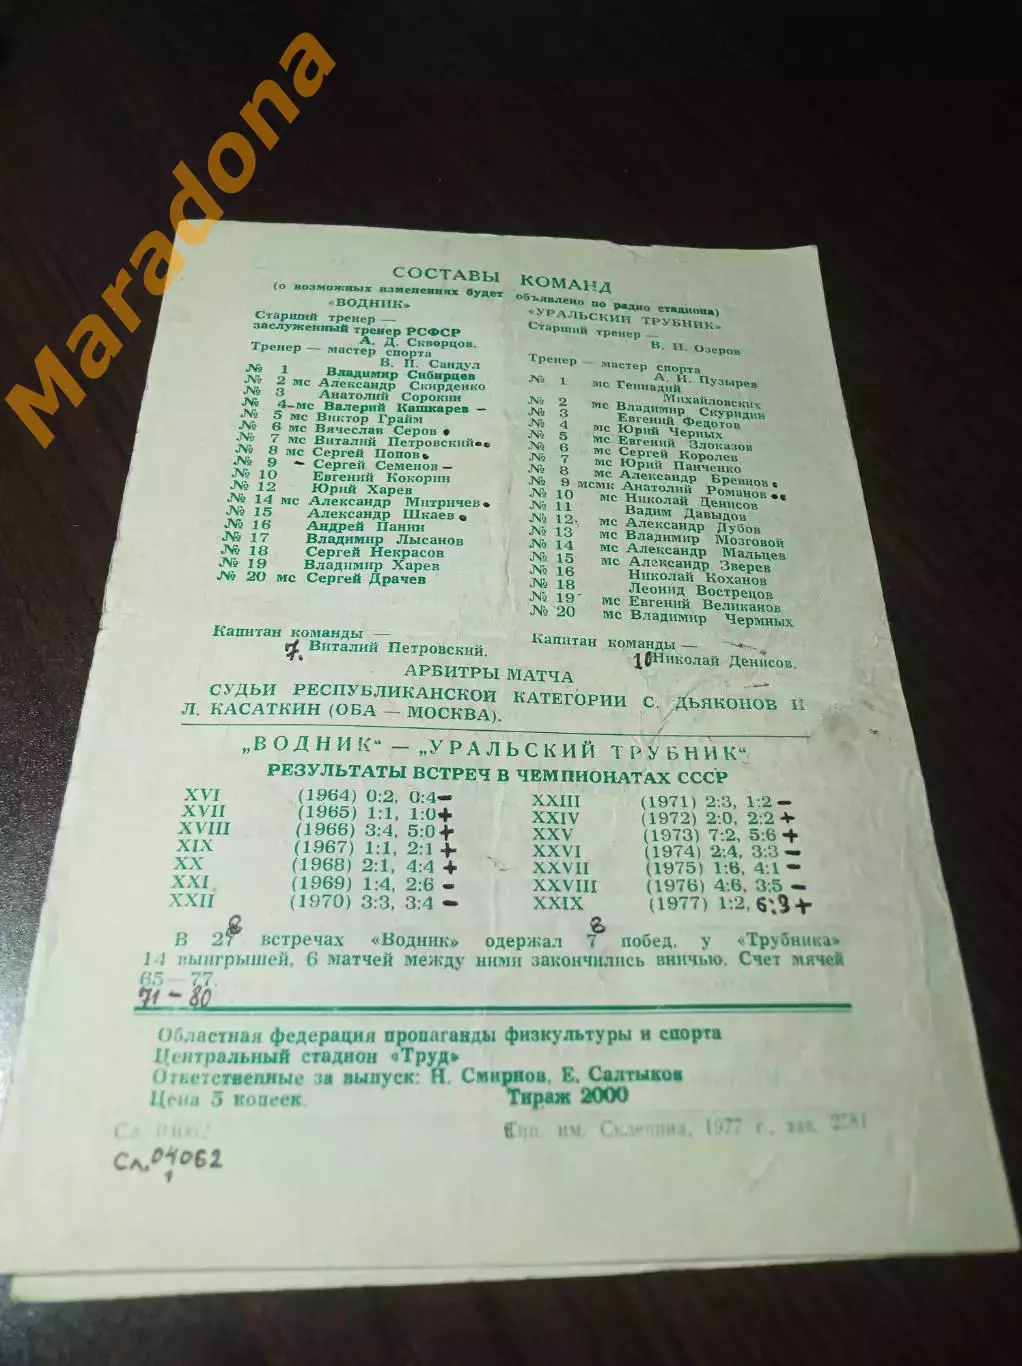 Maradona
СОСТАВЫ КОМАНД
(о возможных изменениях будет объявлено по радио стадиона)
«ВОДНИК»
Старший тренер —
заслуженный тренер РСФСР
А. Д. Скворцов.
Тренер — мастер спорта
В. П. Сандул
№ 1 Владимир Сибирцев
№ 2 мс Александр Скирденко
№ 3 Анатолий Сорокин
№ 4 мс Валерий Кашкарев –
№ 5 мс Виктор Грайм
№ 6 мс Вячеслав Серов •
№ 7 мс Виталий Петровский ••
№ 8 мс Сергей Попов •
№ 9 – Сергей Семенов –
№ 10 Евгений Кокорин
№ 12 Юрий Харев
№ 14 мс Александр Митричев •
№ 15 Александр Шкаев •
№ 16 Андрей Панин
№ 17 Владимир Лысанов
№ 18 Сергей Некрасов
№ 19 Владимир Харев
№ 20 мс Сергей Драчев
Капитан команды —
7. Виталий Петровский.
«УРАЛЬСКИЙ ТРУБНИК»
Старший тренер —
В. И. Озеров
Тренер — мастер спорта
А. И. Пузырев
№ 1 мс Геннадий
Михайловских
№ 2 мс Владимир Скуридин
№ 3 Евгений Федотов
№ 4 мс Юрий Черных
№ 5 мс Евгений Злоказов
№ 6 мс Сергей Королев
№ 7 мс Юрий Панченко
№ 8 мс Александр Бревнов •
№ 9 мсмк Анатолий Романов ••
№ 10 мс Николай Денисов
№ 11 Вадим Давыдов
№ 12 мс Александр Дубов
№ 13 мс Владимир Мозговой
№ 14 мс Александр Мальцев
№ 15 мс Александр Зверев
№ 16 Николай Коханов
№ 18 Леонид Вострецов
№ 19 мс Евгений Великанов
№ 20 мс Владимир Чермных
Капитан команды —
10 Николай Денисов.
АРБИТРЫ МАТЧА
СУДЬИ РЕСПУБЛИКАНСКОЙ КАТЕГОРИИ С. ДЬЯКОНОВ И
Л. КАСАТКИН (ОБА — МОСКВА).
„ВОДНИК“ — „УРАЛЬСКИЙ ТРУБНИК“
РЕЗУЛЬТАТЫ ВСТРЕЧ В ЧЕМПИОНАТАХ СССР
XVI (1964) 0:2, 0:4 –
XVII (1965) 1:1, 1:0 +
XVIII (1966) 3:4, 5:0 +
XIX (1967) 1:1, 2:1 +
XX (1968) 2:1, 4:4 +
XXI (1969) 1:4, 2:6 –
XXII (1970) 3:3, 3:4 –
XXIII (1971) 2:3, 1:2 –
XXIV (1972) 2:0, 2:2 +
XXV (1973) 7:2, 5:6 +
XXVI (1974) 2:4, 3:3 –
XXVII (1975) 1:6, 4:1 –
XXVIII (1976) 4:6, 3:5 –
XXIX (1977) 1:2, 6:3 +
8 8
В 27 встречах «Водник» одержал 7 побед, у «Трубника»
14 выигрышей, 6 матчей между ними закончились вничью. Счет мячей
65—77.
71 – 80
Областная федерация пропаганды физкультуры и спорта
Центральный стадион «Труд»
Ответственные за выпуск: Н. Смирнов, Е. Салтыков
Цена 5 копеек Тираж 2000
Тип. им. Склепина, 1977 г., зак. 2581
Сл. 04062
1